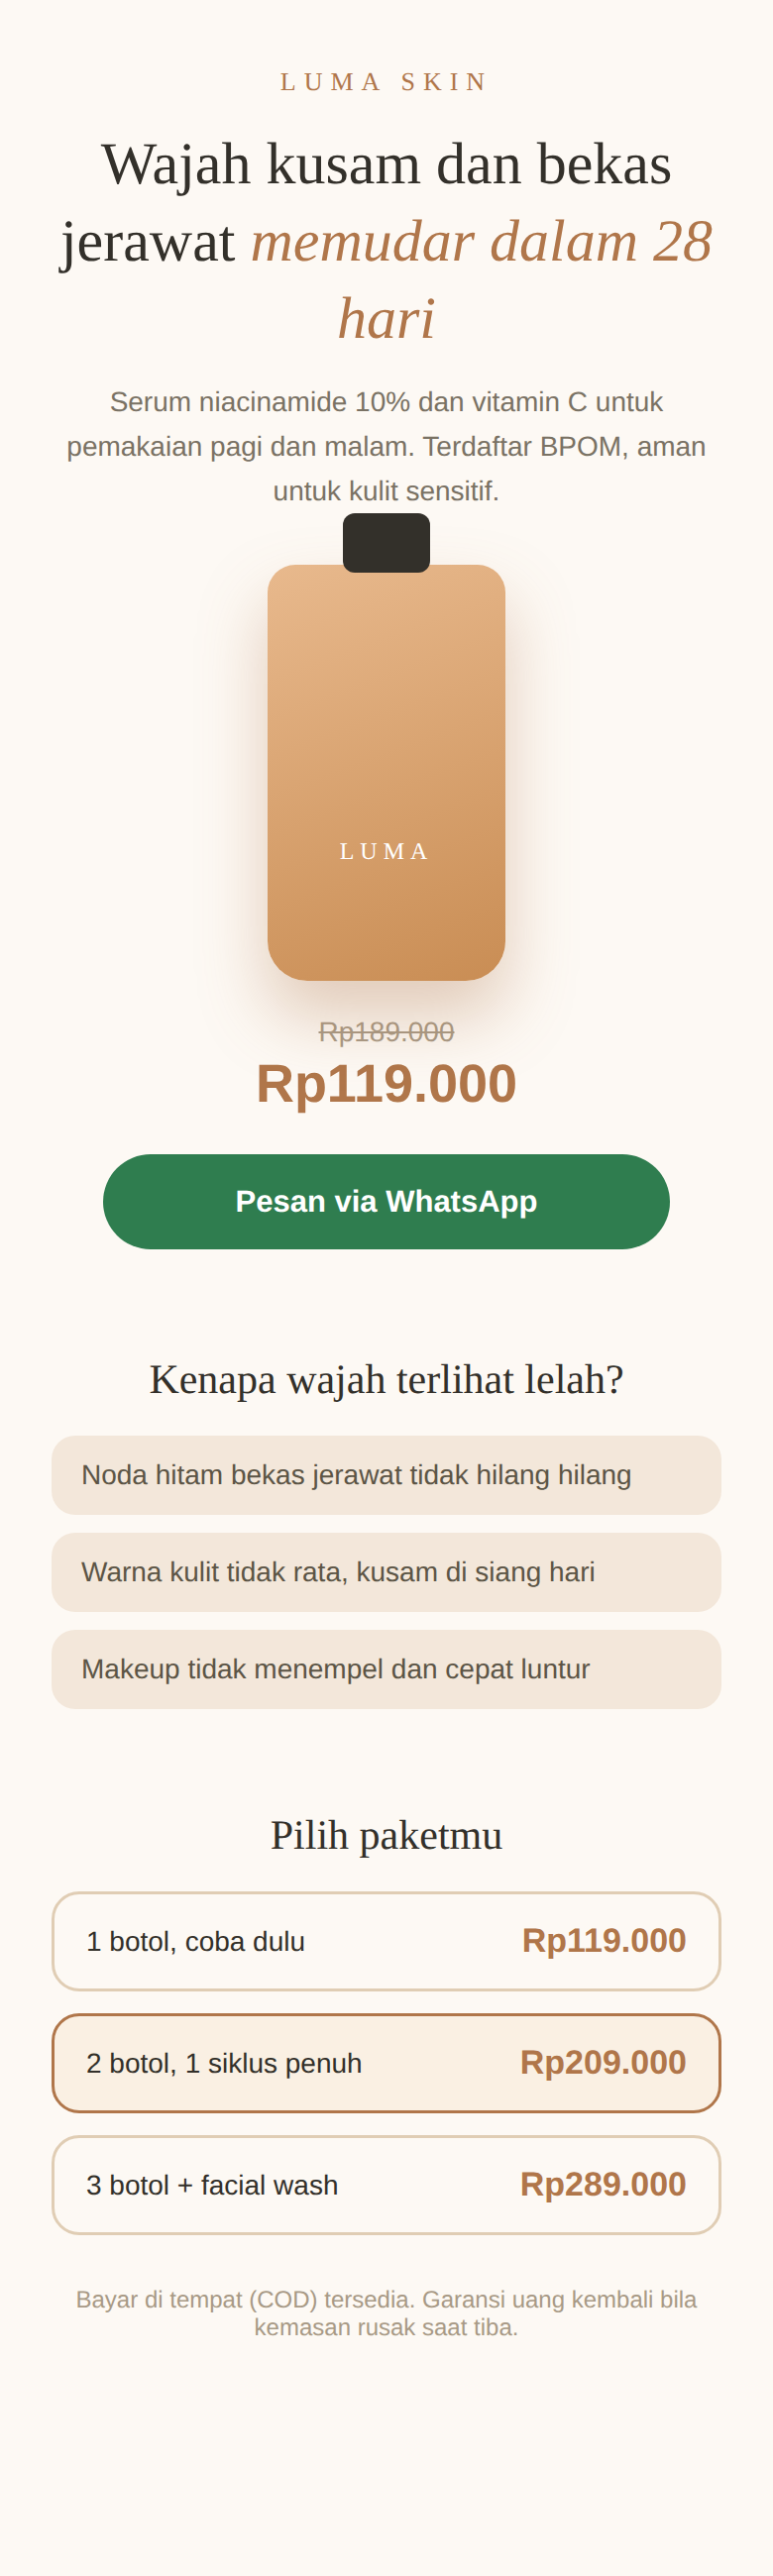 LUMA SKIN
Wajah kusam dan bekas
jerawat memudar dalam 28
hari
Serum niacinamide 10% dan vitamin C untuk
pemakaian pagi dan malam. Terdaftar BPOM, aman
untuk kulit sensitif.
LUMA
Rp189.000
Rp119.000
Pesan via WhatsApp
Kenapa wajah terlihat lelah?
Noda hitam bekas jerawat tidak hilang hilang
Warna kulit tidak rata, kusam di siang hari
Makeup tidak menempel dan cepat luntur
Pilih paketmu
1 botol, coba dulu Rp119.000
2 botol, 1 siklus penuh Rp209.000
3 botol + facial wash Rp289.000
Bayar di tempat (COD) tersedia. Garansi uang kembali bila
kemasan rusak saat tiba.